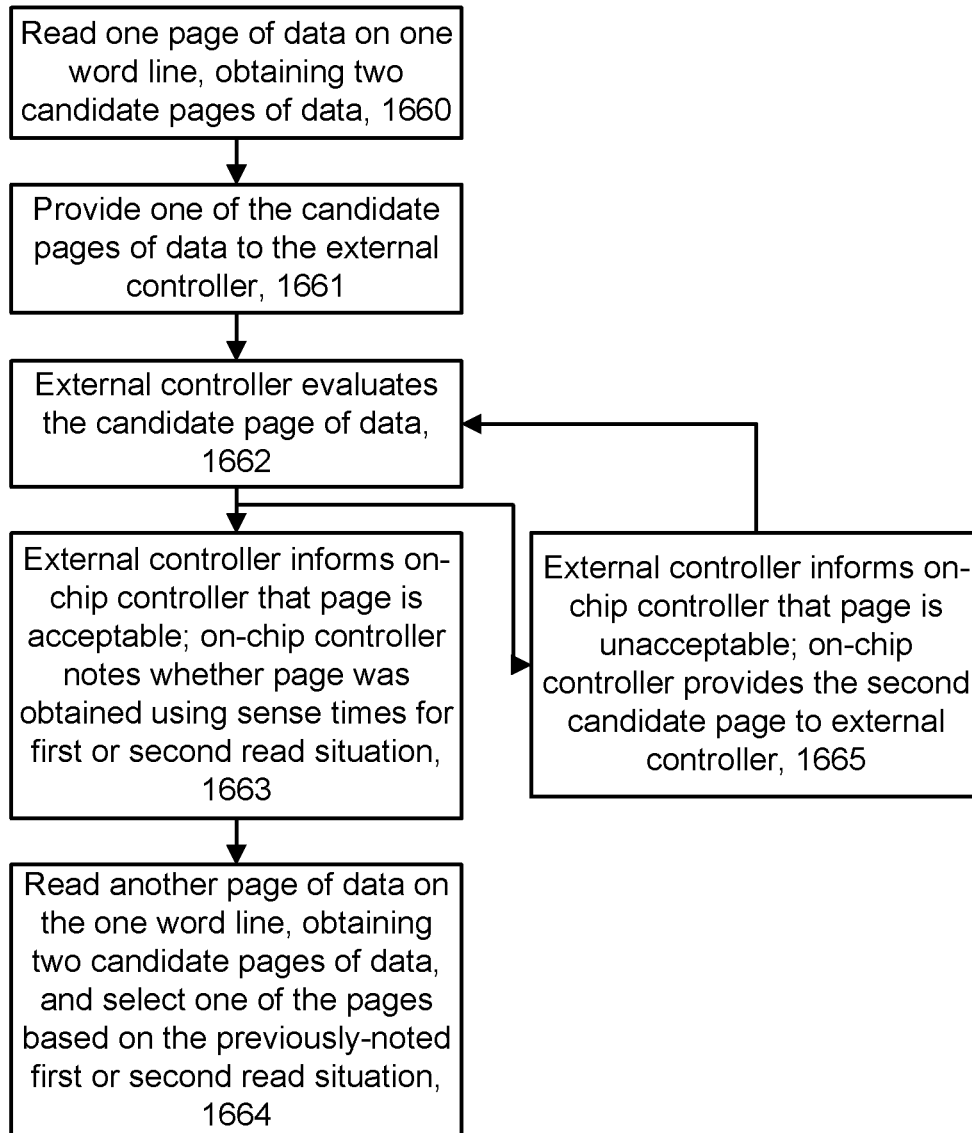 Read one page of data on one
word line, obtaining two
candidate pages of data, 1660
Provide one of the candidate
pages of data to the external
controller, 1661
External controller evaluates
the candidate page of data,
1662
External controller informs on-
chip controller that page is
acceptable; on-chip controller
notes whether page was
obtained using sense times for
first or second read situation,
1663
External controller informs on-
chip controller that page is
unacceptable; on-chip
controller provides the second
candidate page to external
controller, 1665
Read another page of data on
the one word line, obtaining
two candidate pages of data,
and select one of the pages
based on the previously-noted
first or second read situation,
1664